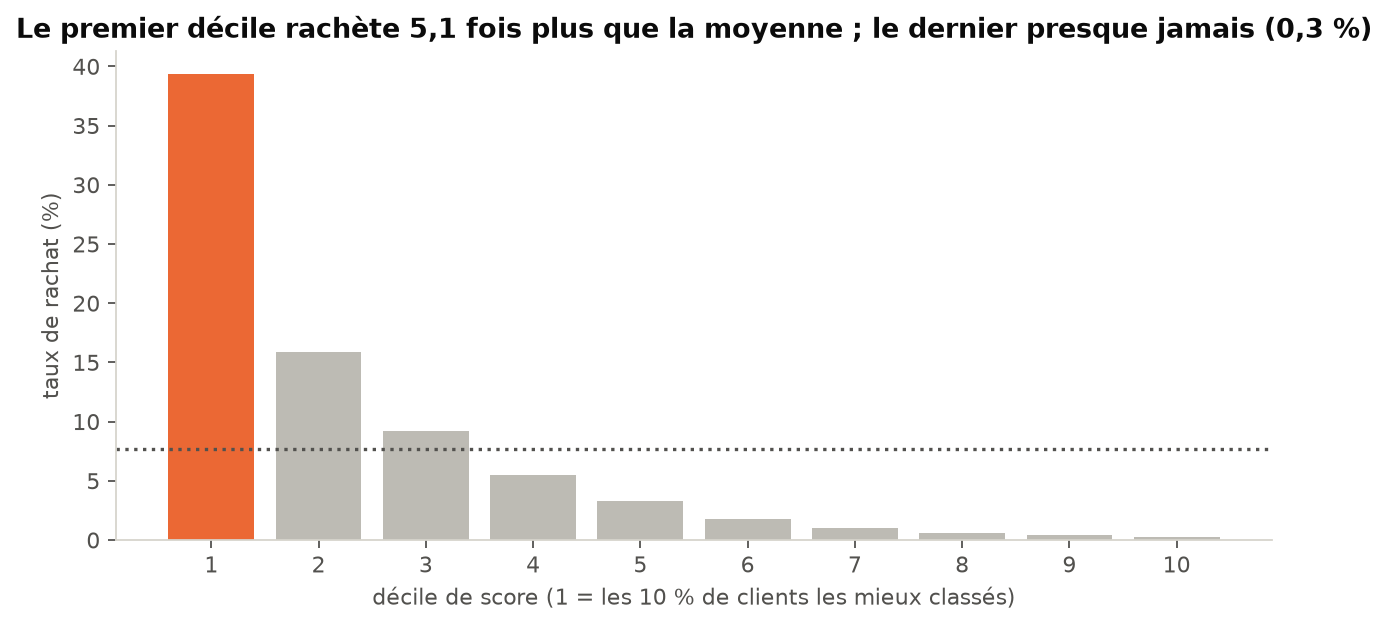 Le premier décile rachète 5,1 fois plus que la moyenne ; le dernier presque jamais (0,3 %)
taux de rachat (%)
40
35
30
25
20
15
10
5
0
1 2 3 4 5 6 7 8 9 10
décile de score (1 = les 10 % de clients les mieux classés)